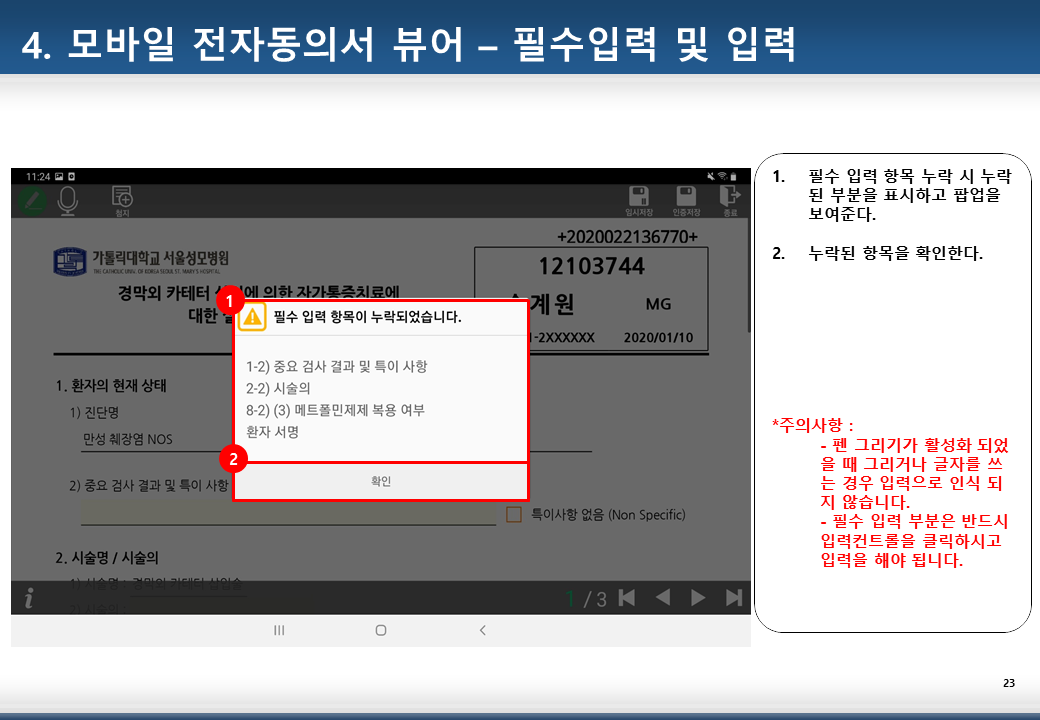 4. 모바일 전자동의서 뷰어 – 필수입력 및 입력
11:24
첨지
임시저장
인증저장
종료
+2020022136770+
가톨릭대학교 서울성모병원
THE CATHOLIC UNIV. OF KOREA SEOUL ST. MARY'S HOSPITAL
12103744
경막외 카테터 에 의한 자가통증치료에
대한
계원
MG
1-2XXXXXX
2020/01/10
1
필수 입력 항목이 누락되었습니다.
1-2) 중요 검사 결과 및 특이 사항
2-2) 시술의
8-2) (3) 메트폴민제제 복용 여부
환자 서명
2
확인
1. 환자의 현재 상태
1) 진단명
만성 췌장염 NOS
2) 중요 검사 결과 및 특이 사항
특이사항 없음 (Non Specific)
2. 시술명 / 시술의
1) 시술명 : 경막외 카테터 삽입술
2) 시술의 :
i
1 / 3
1. 필수 입력 항목 누락 시 누락
된 부분을 표시하고 팝업을
보여준다.
2. 누락된 항목을 확인한다.
*주의사항 :
- 펜 그리기가 활성화 되었
을 때 그리거나 글자를 쓰
는 경우 입력으로 인식 되
지 않습니다.
- 필수 입력 부분은 반드시
입력컨트롤을 클릭하시고
입력을 해야 됩니다.
23